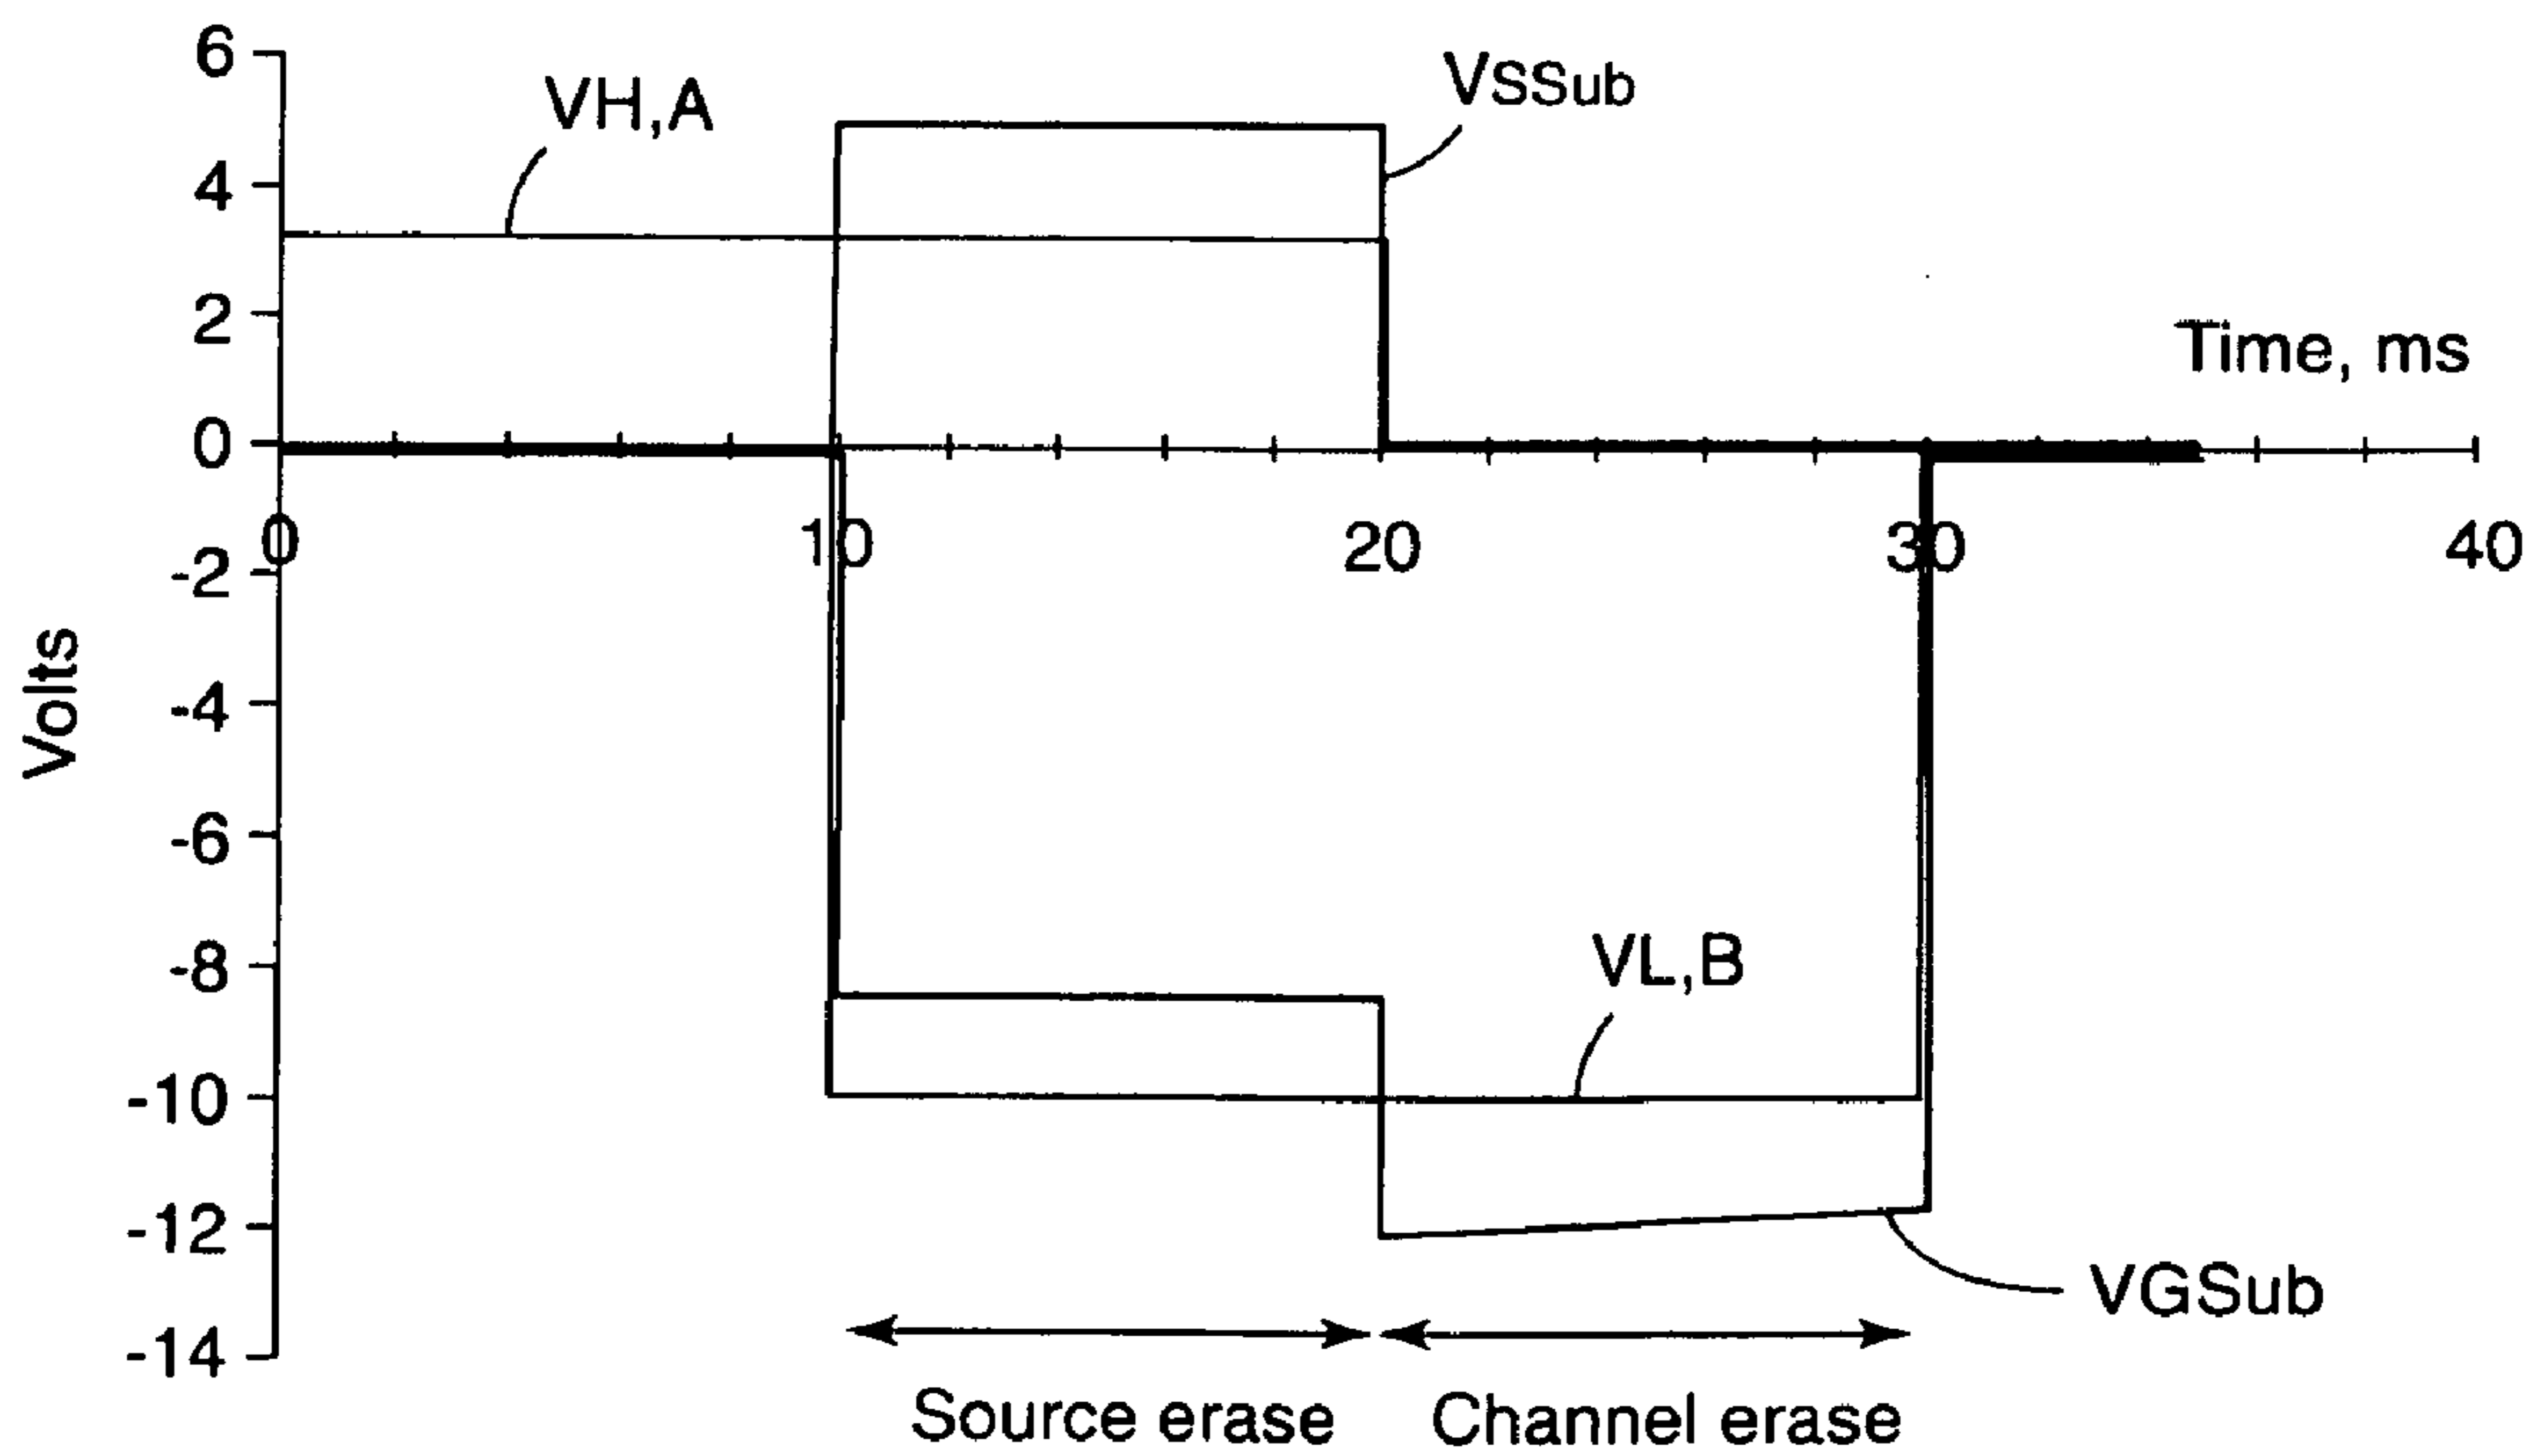 6
VH,A
VSSub
4
2
Time, ms
0
0
10
20
30
40
-2
Volts
-4
-6
-8
VL,B
-10
-12
VGSub
-14
Source erase
Channel erase